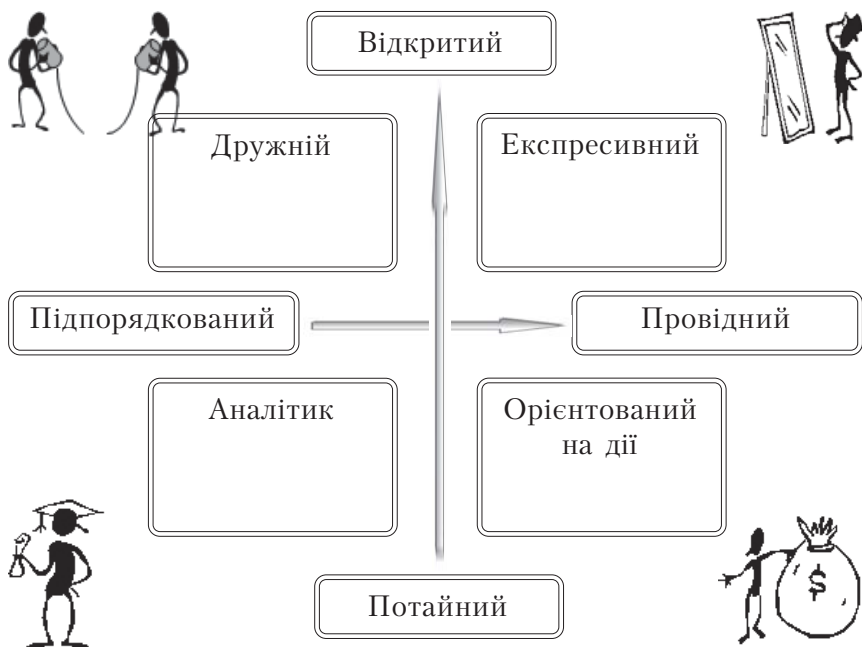 Відкритий
Дружній
Експресивний
Підпорядкований
Провідний
Аналітик
Орієнтований
на дії
$
Потайний